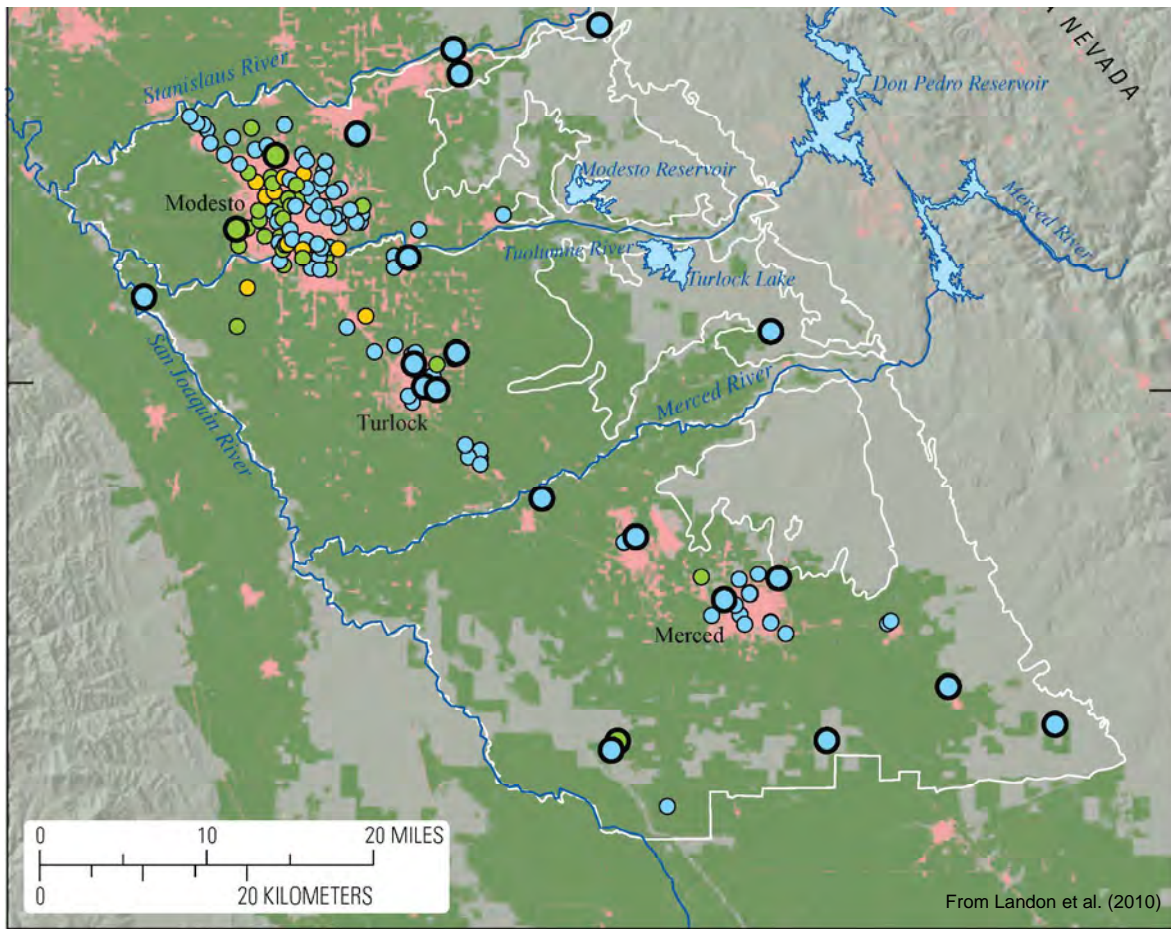 Y NEVADA
Stanislaus River
Don Pedro Reservoir
Modesto Reservoir
Modesto
Merced River
Tuolumne River
Turlock Lake
San Joaquin River
Merced River
Turlock
Merced
0 10 20 MILES
0 20 KILOMETERS
From Landon et al. (2010)